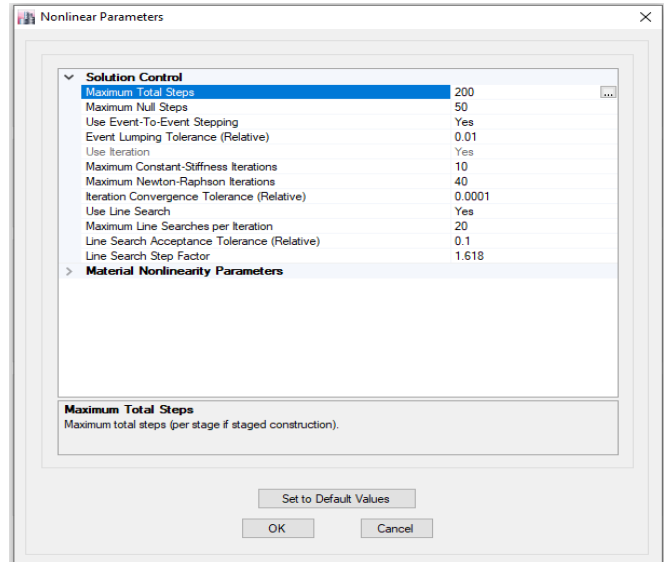 Nonlinear Parameters
Solution Control
Maximum Total Steps 200 ...
Maximum Null Steps 50
Use Event-To-Event Stepping Yes
Event Lumping Tolerance (Relative) 0.01
Use Iteration Yes
Maximum Constant-Stiffness Iterations 10
Maximum Newton-Raphson Iterations 40
Iteration Convergence Tolerance (Relative) 0.0001
Use Line Search Yes
Maximum Line Searches per Iteration 20
Line Search Acceptance Tolerance (Relative) 0.1
Line Search Step Factor 1.618
Material Nonlinearity Parameters
Maximum Total Steps
Maximum total steps (per stage if staged construction).
Set to Default Values
OK Cancel